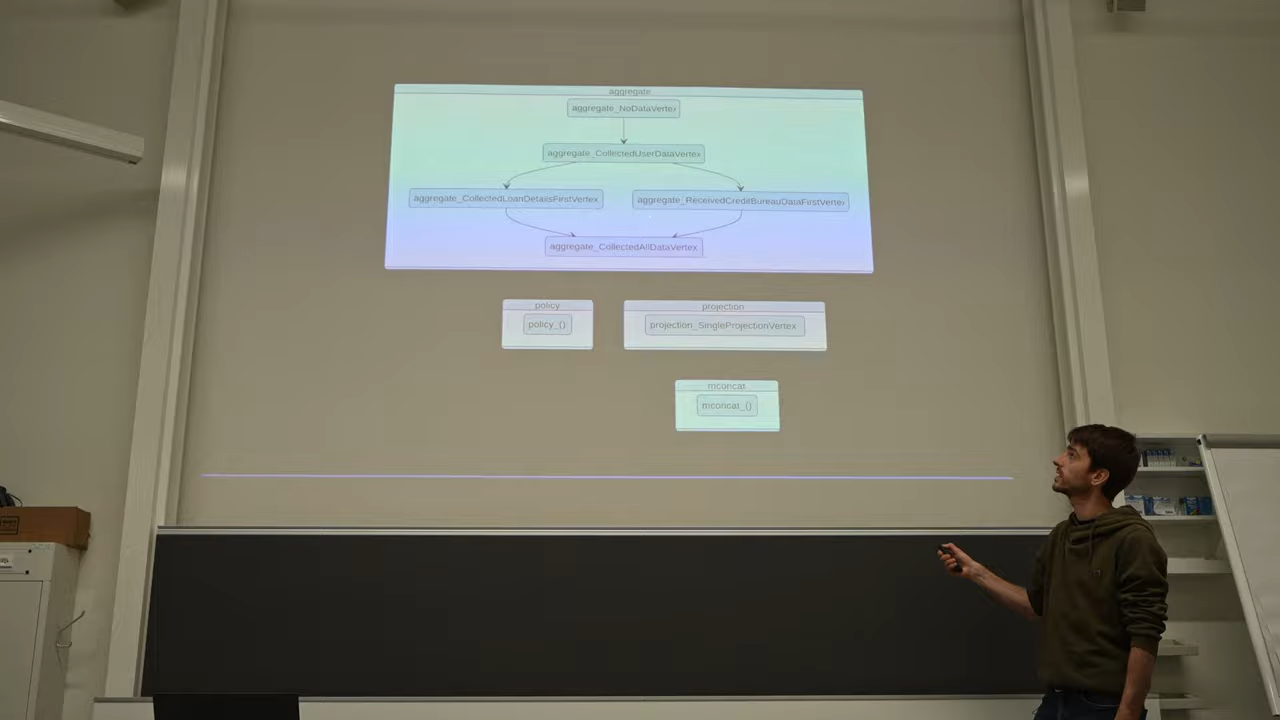 aggregate
aggregate_NoDataVertex
aggregate_CollectedUserDataVertex
aggregate_CollectedLoanDetailsFirstVertex
aggregate_ReceivedCreditBureauDataFirstVertex
aggregate_CollectedAllDataVertex
policy
projection
policy_()
projection_SingleProjectionVertex
mconcat
mconcat_()